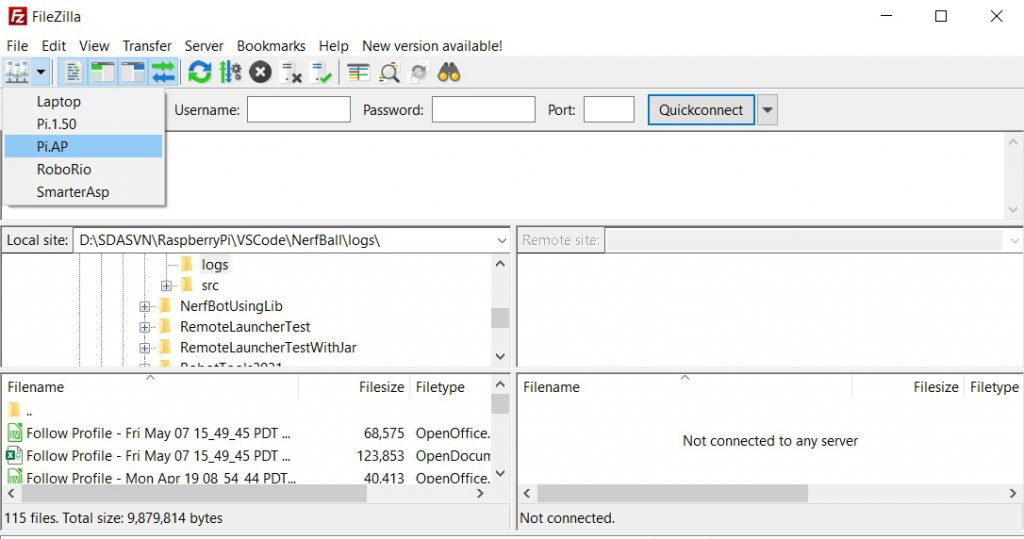 FileZilla
File Edit View Transfer Server Bookmarks Help New version available!
Laptop
Pi.1.50
Pi.AP
RoboRio
SmarterAsp
Username: Password: Port: Quickconnect
Local site: D:\SDASVN\RaspberryPi\VSCode\NerfBall\logs\
Remote site:
logs
src
NerfBotUsingLib
RemoteLauncherTest
RemoteLauncherTestWithJar
RobotTools2021
Filename Filesize Filetype
..
Follow Profile - Fri May 07 15_49_45 PDT ... 68,575 OpenOffice.
Follow Profile - Fri May 07 15_49_45 PDT ... 123,853 OpenDocum
Follow Profile - Mon Apr 19 08_54_44 PDT... 40,413 OpenOffice.
115 files. Total size: 9,879,814 bytes
Filename Filesize Filetype
Not connected to any server
Not connected.